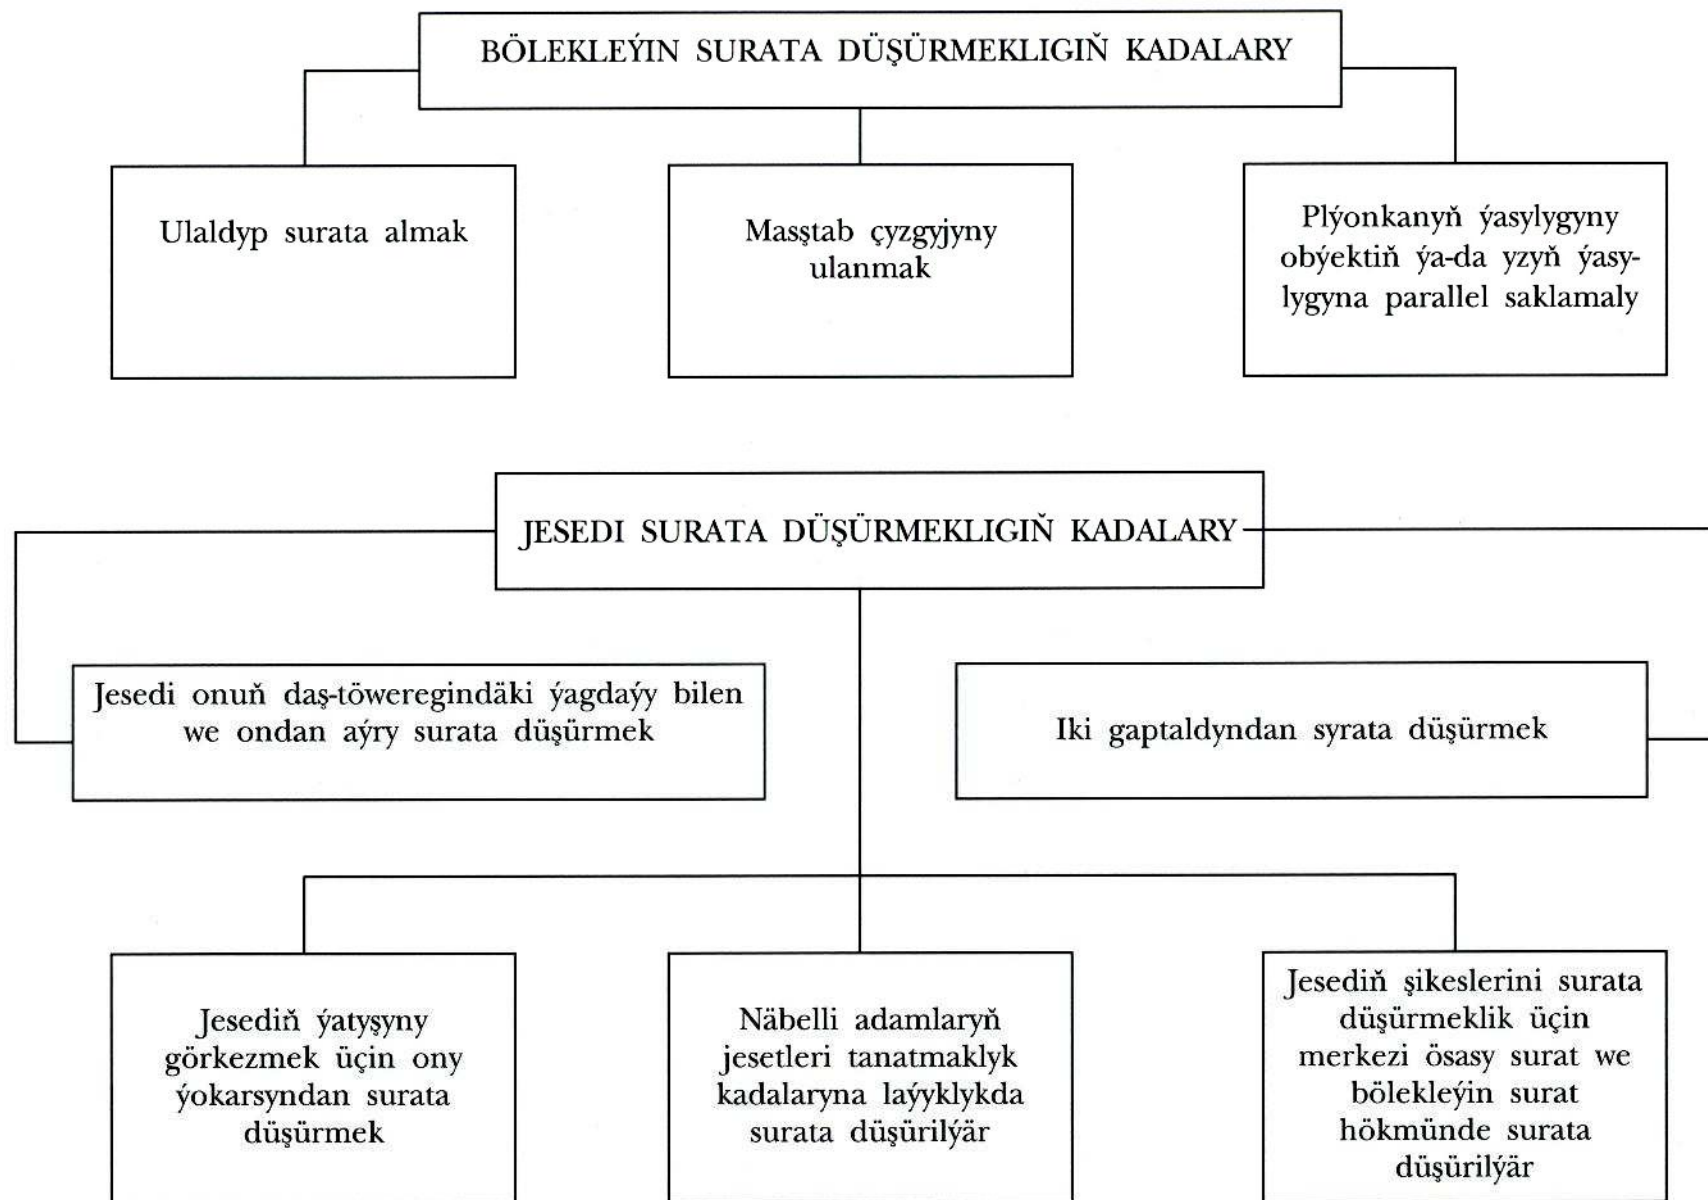 BÖLEKLEÝIN SURATA DÜŞÜRMEKLIGIŇ KADALARY
Ulaldyp surata almak
Masştab çyzgyjyny
ulanmak
Plýonkanyň ýasylygyny
obýektiň ýa-da yzyň ýasy-
lygyna parallel saklamaly
JESEDI SURATA DÜŞÜRMEKLIGIŇ KADALARY
Jesedi onuň daş-töweregindäki ýagdaýy bilen
we ondan aýry surata düşürmek
Iki gaptaldyndan syrata düşürmek
Jesediň ýatyşyny
görkezmek üçin ony
ýokarsyndan surata
düşürmek
Näbelli adamlaryň
jesetleri tanatmaklyk
kadalaryna laýyklykda
surata düşürilýär
Jesediň şikeslerini surata
düşürmeklik üçin
merkezi ösasy surat we
bölekleýin surat
hökmünde surata
düşürilýär